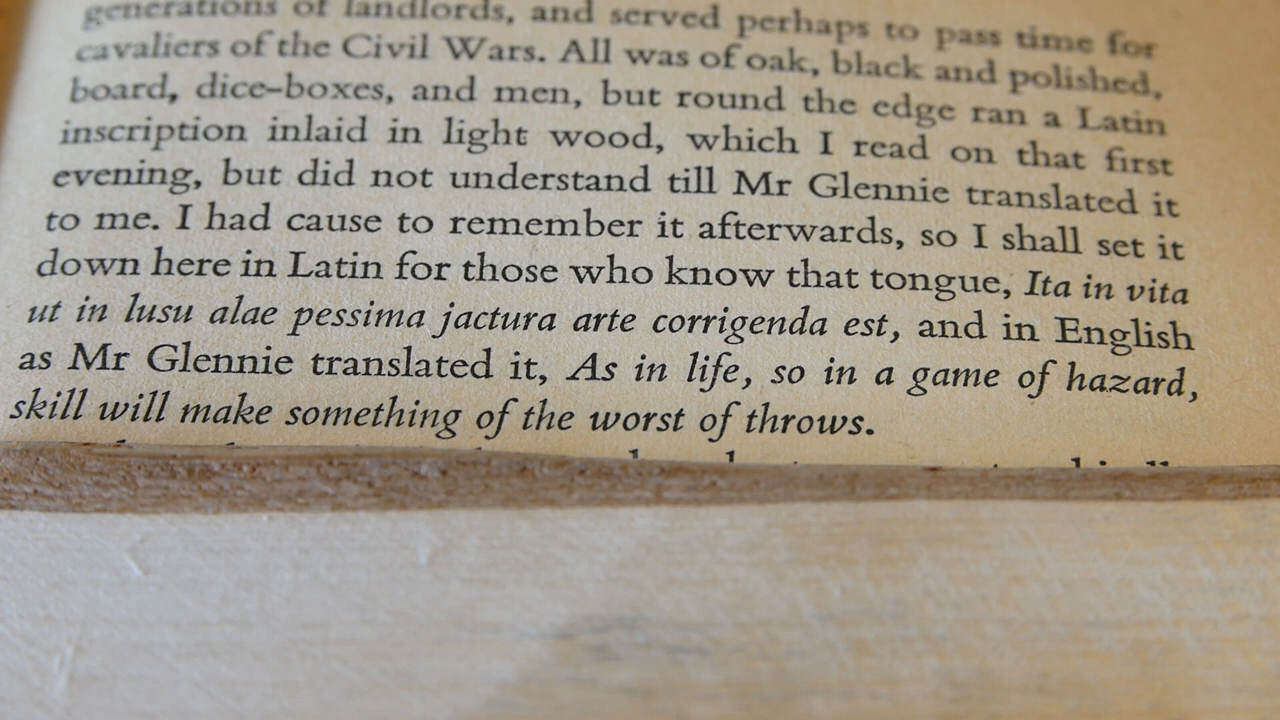 generations of landlords, and served perhaps to pass time for
cavaliers of the Civil Wars. All was of oak, black and polished,
board, dice-boxes, and men, but round the edge ran a Latin
inscription inlaid in light wood, which I read on that first
evening, but did not understand till Mr Glennie translated it
to me. I had cause to remember it afterwards, so I shall set it
down here in Latin for those who know that tongue, Ita in vita
ut in lusu alae pessima jactura arte corrigenda est, and in English
as Mr Glennie translated it, As in life, so in a game of hazard,
skill will make something of the worst of throws.